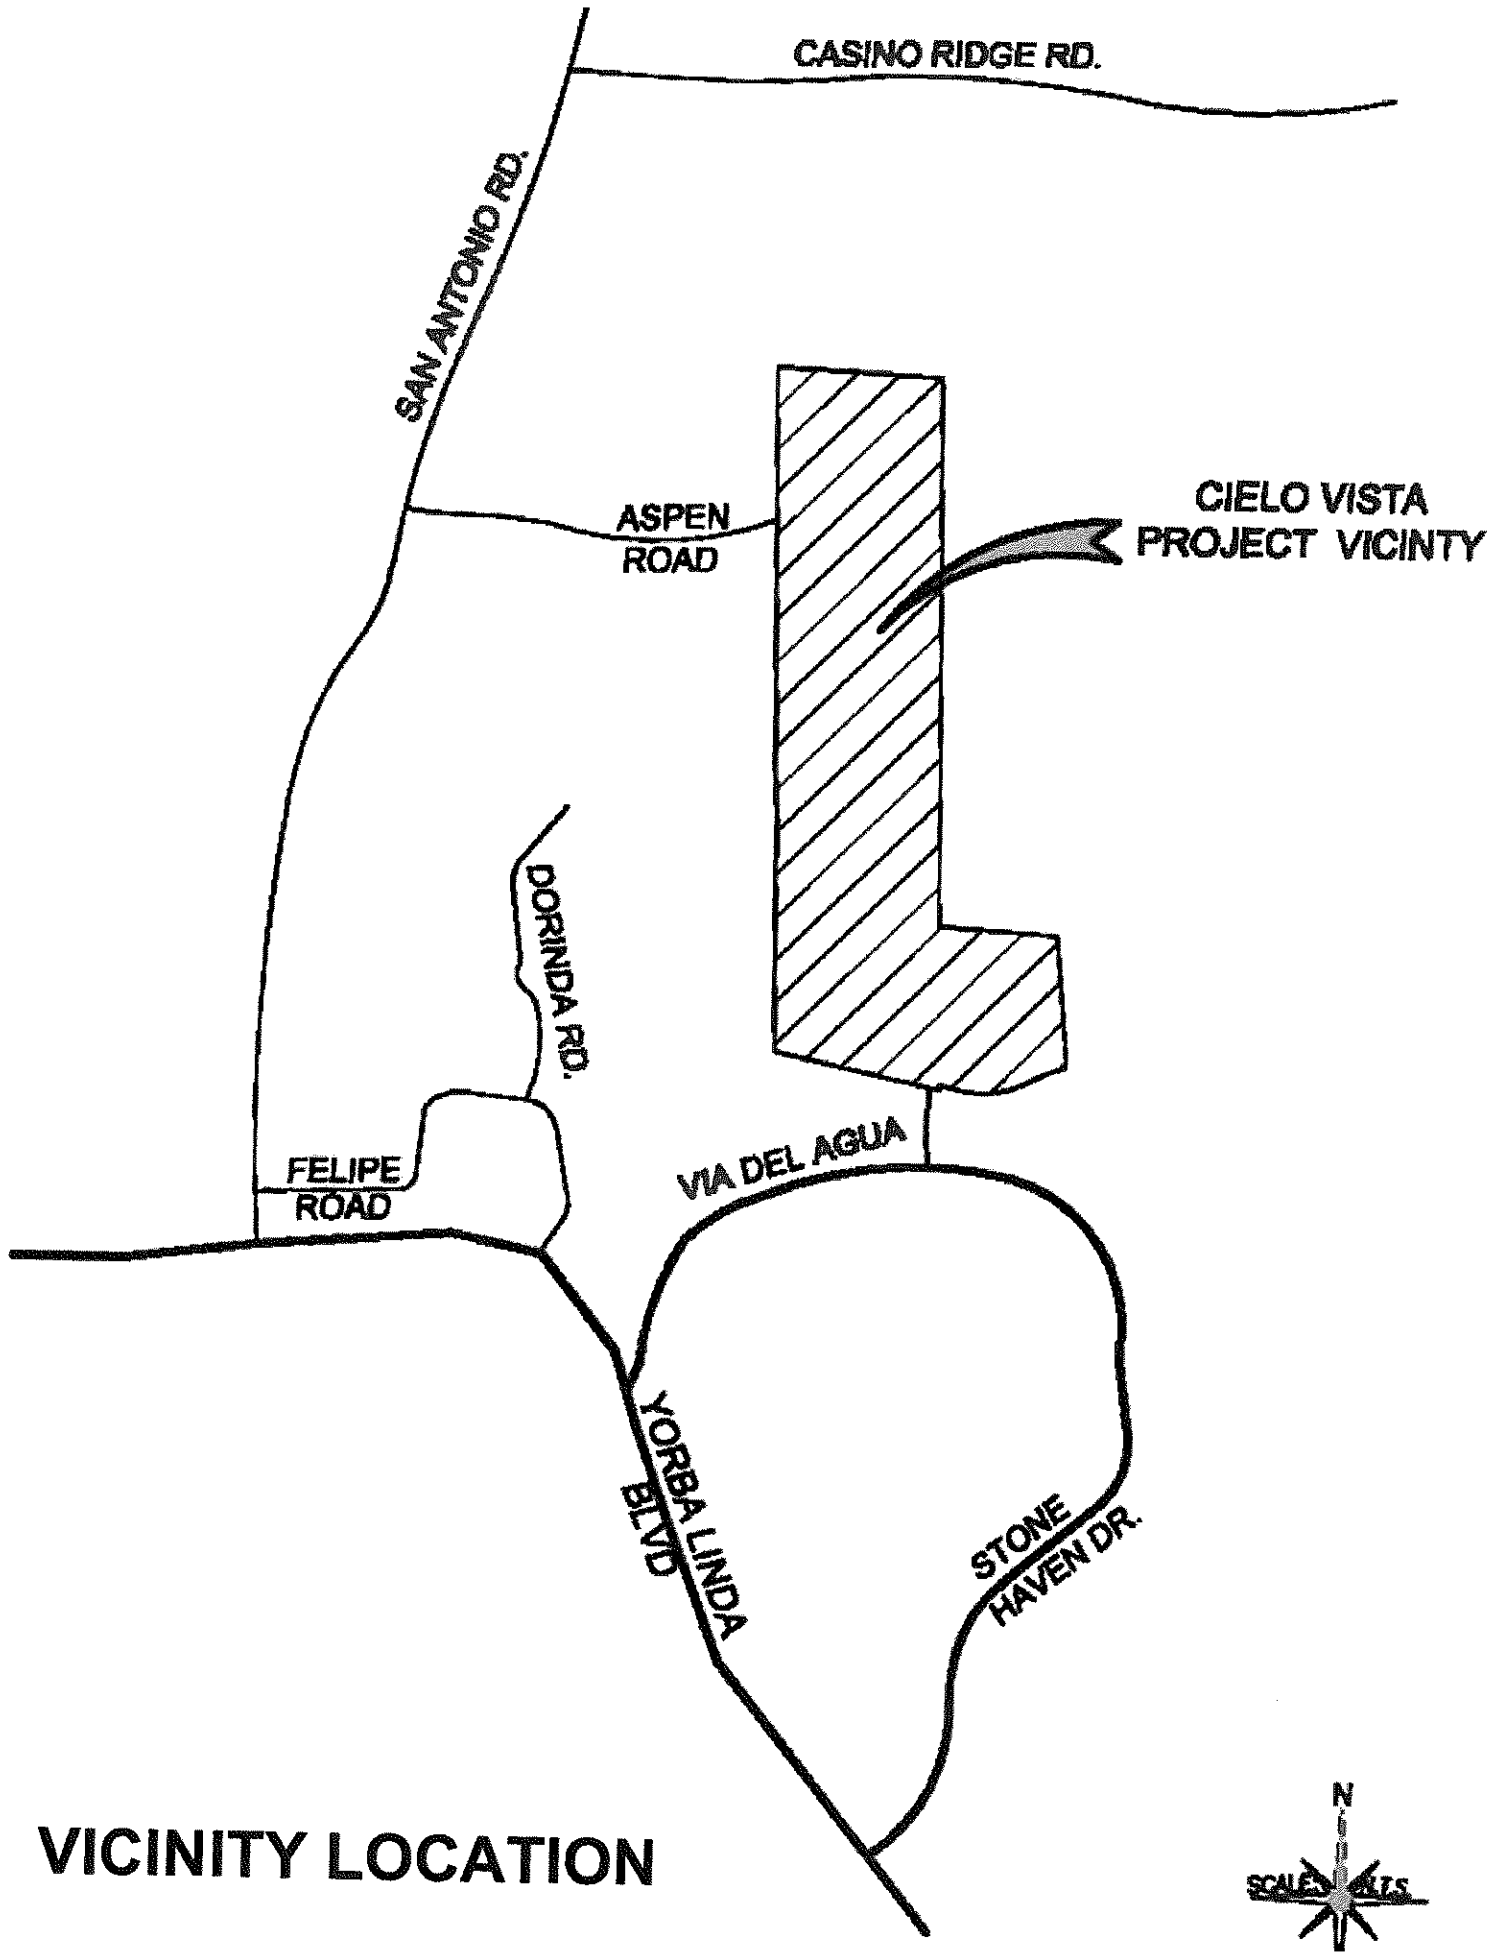 CASINO RIDGE RD.
SAN ANTONIO RD.
CIELO VISTA
PROJECT VICINTY
ASPEN
ROAD
DORINDA RD.
FELIPE
ROAD
VIA DEL AGUA
YORBA LINDA
BLVD
STONE
HAVEN DR.
VICINITY LOCATION
N
SCALE: N.T.S